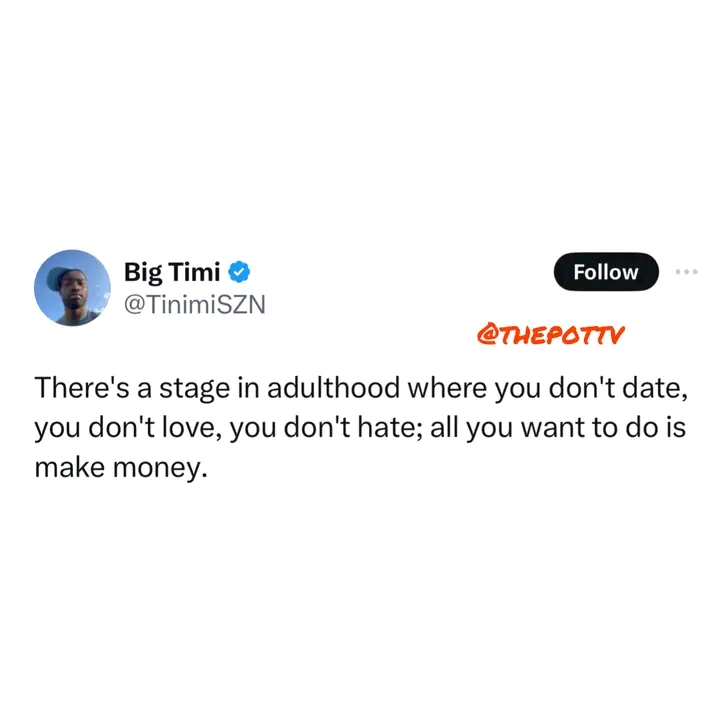 Big Timi
@TinimiSZN
Follow
@THEPOTTV
There's a stage in adulthood where you don't date,
you don't love, you don't hate; all you want to do is
make money.